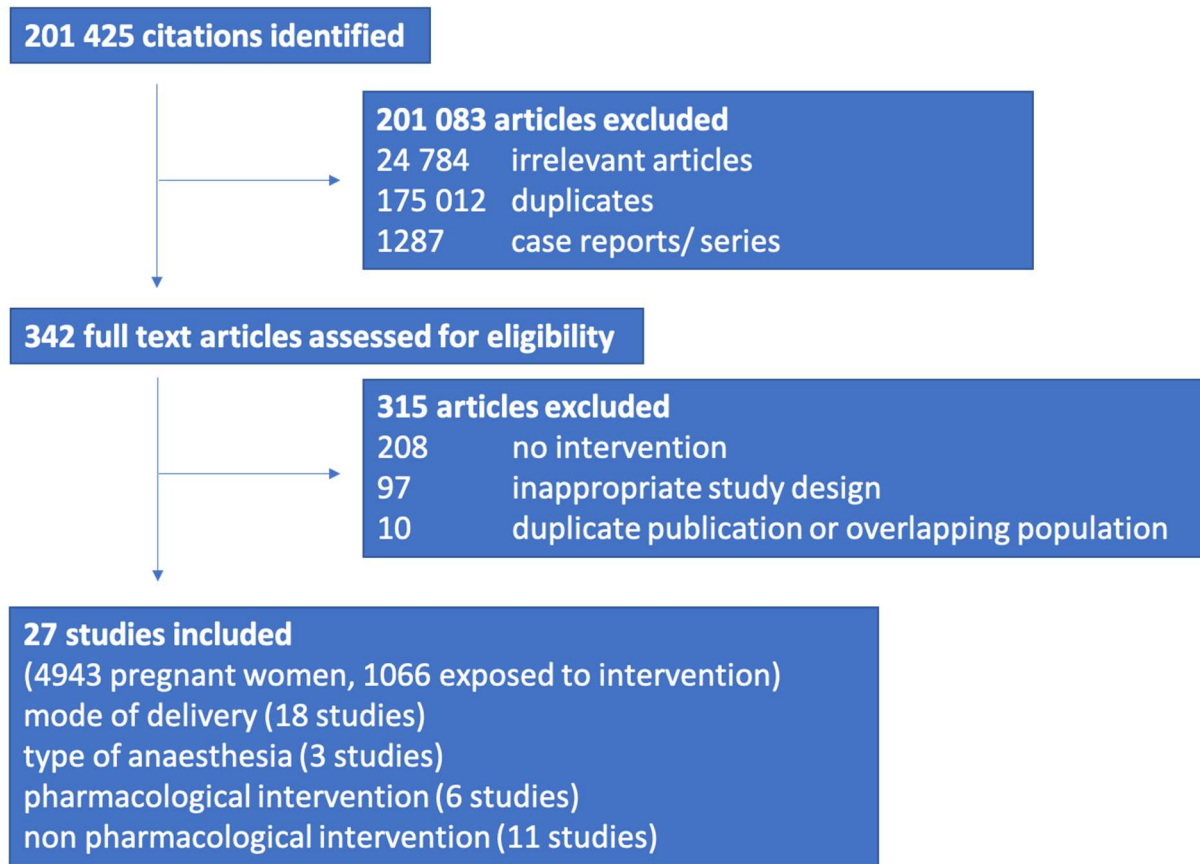 201 425 citations identified
201 083 articles excluded
24 784 irrelevant articles
175 012 duplicates
1287 case reports/ series
342 full text articles assessed for eligibility
315 articles excluded
208 no intervention
97 inappropriate study design
10 duplicate publication or overlapping population
27 studies included
(4943 pregnant women, 1066 exposed to intervention)
mode of delivery (18 studies)
type of anaesthesia (3 studies)
pharmacological intervention (6 studies)
non pharmacological intervention (11 studies)